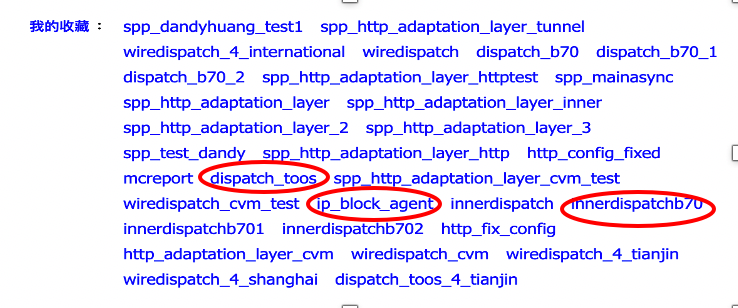 我的收藏： spp_dandyhuang_test1 spp_http_adaptation_layer_tunnel
wiredispatch_4_international wiredispatch dispatch_b70 dispatch_b70_1
dispatch_b70_2 spp_http_adaptation_layer_httptest spp_mainasync
spp_http_adaptation_layer spp_http_adaptation_layer_inner
spp_http_adaptation_layer_2 spp_http_adaptation_layer_3
spp_test_dandy spp_http_adaptation_layer_http http_config_fixed
mcreport dispatch_toos spp_http_adaptation_layer_cvm_test
wiredispatch_cvm_test ip_block_agent innerdispatch innerdispatchb70
innerdispatchb701 innerdispatchb702 http_fix_config
http_adaptation_layer_cvm wiredispatch_cvm wiredispatch_4_tianjin
wiredispatch_4_shanghai dispatch_toos_4_tianjin